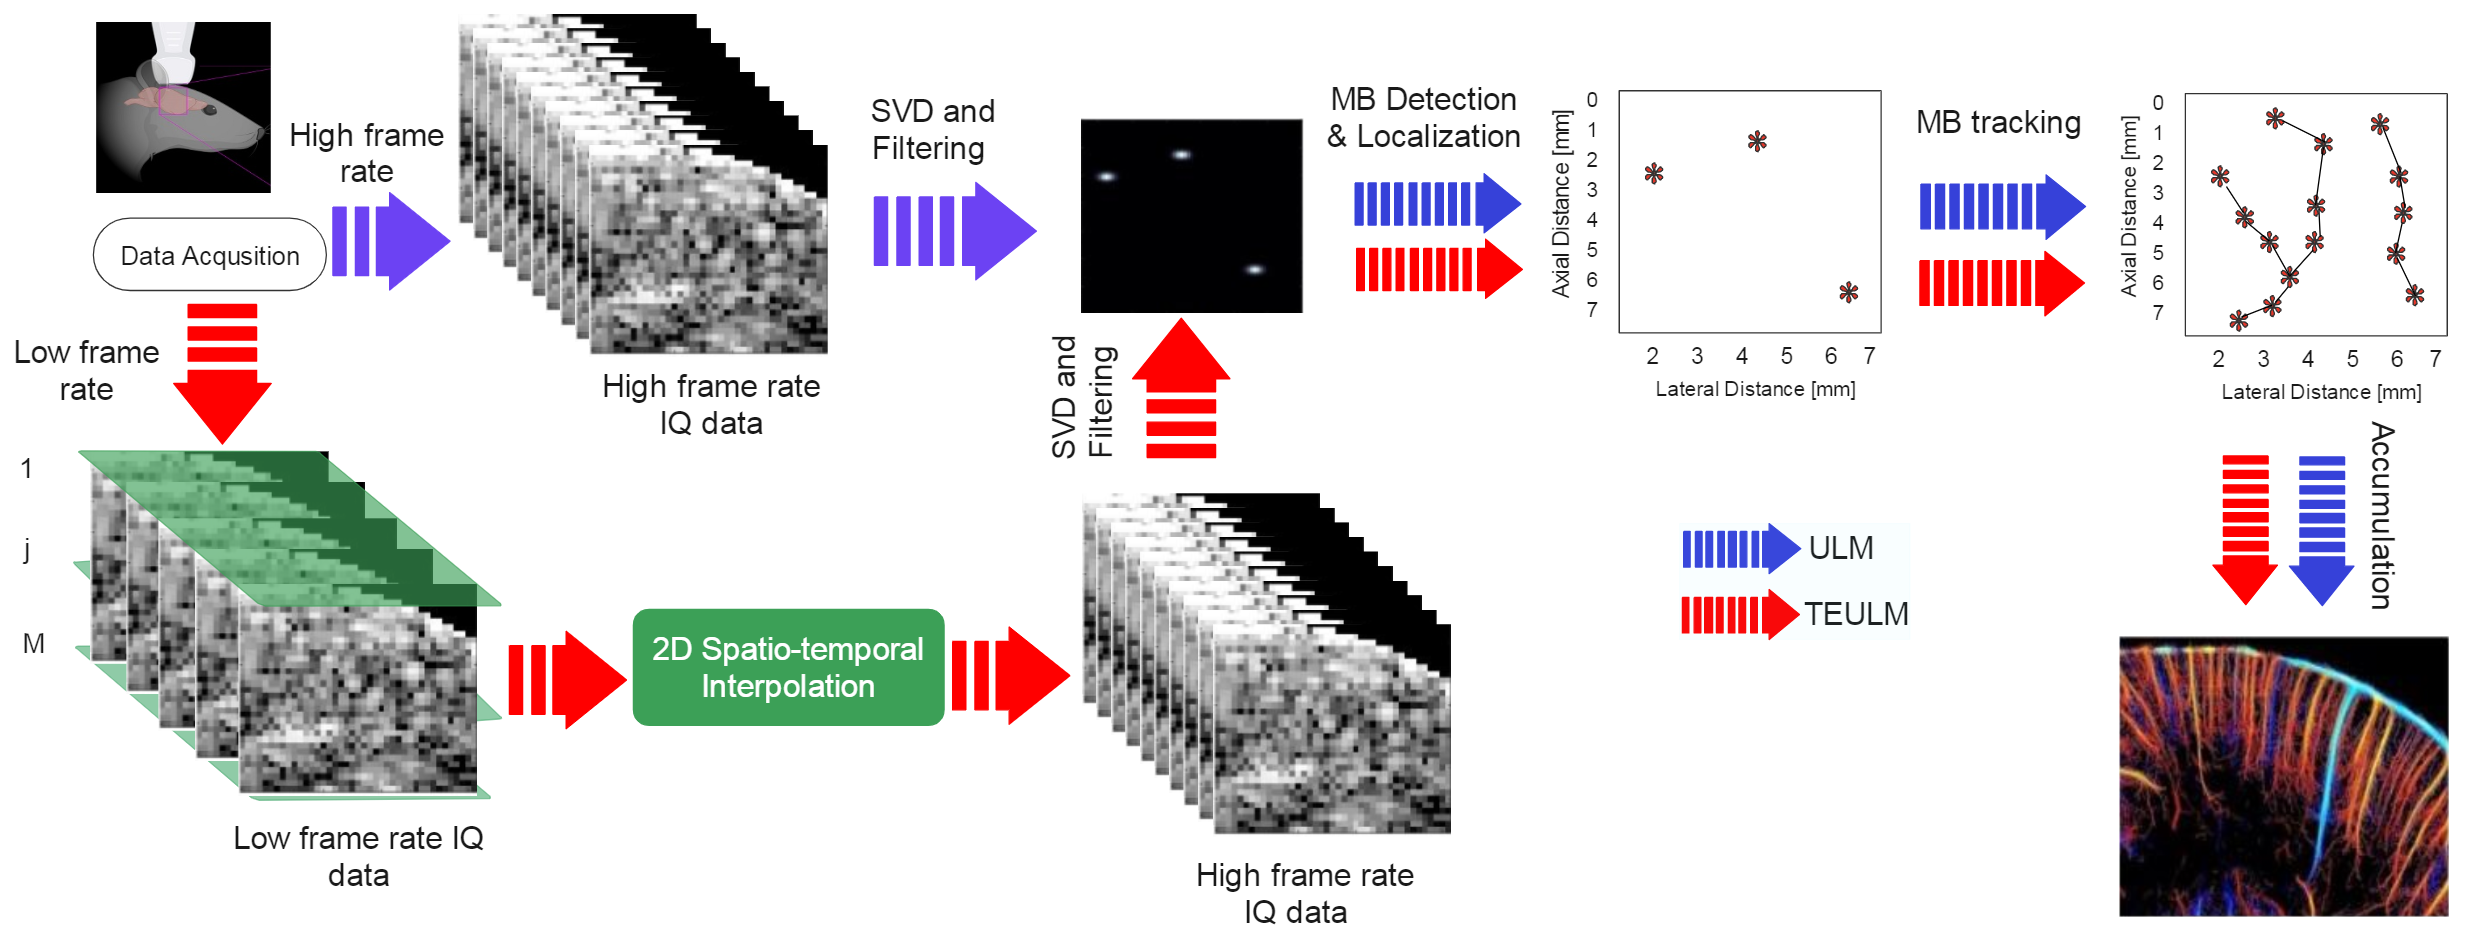 High frame
rate
Data Acqusition
Low frame
rate
High frame rate
IQ data
SVD and
Filtering
MB Detection
& Localization
Axial Distance [mm]
0
1
2
3
4
5
6
7
2 3 4 5 6 7
Lateral Distance [mm]
MB tracking
Axial Distance [mm]
0
1
2
3
4
5
6
7
2 3 4 5 6 7
Lateral Distance [mm]
Accumulation
SVD and
Filtering
1
j
M
Low frame rate IQ
data
2D Spatio-temporal
Interpolation
High frame rate
IQ data
ULM
TEULM